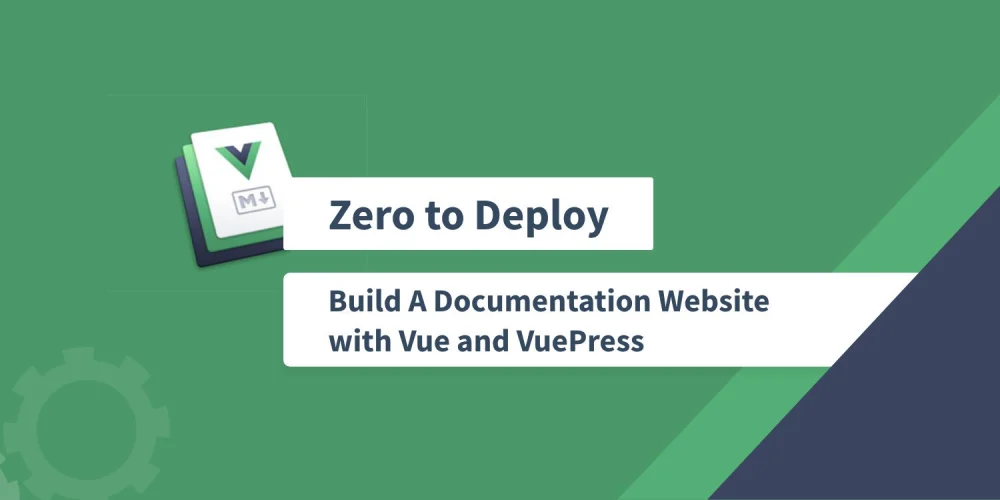 M↓
Zero to Deploy
Build A Documentation Website
with Vue and VuePress